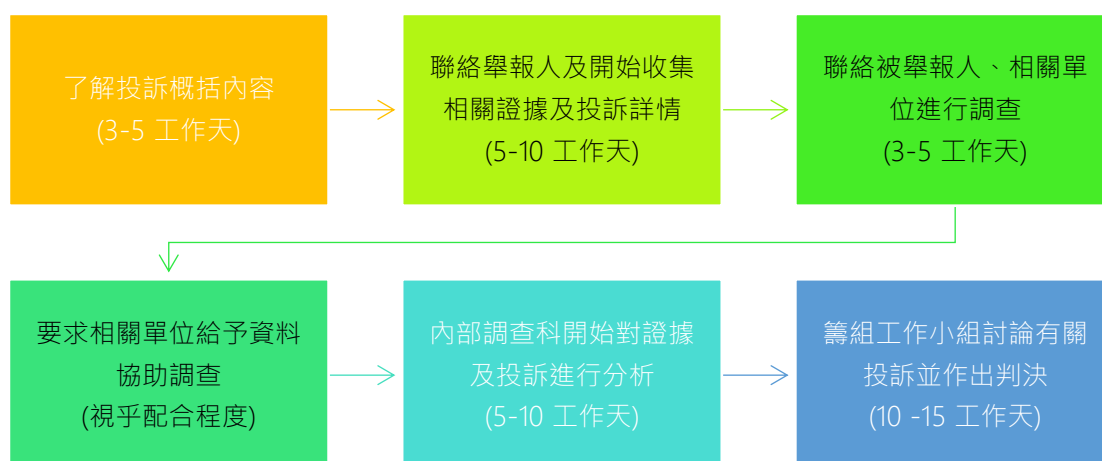 了解投訴概括內容
(3-5 工作天)
聯絡舉報人及開始收集
相關證據及投訴詳情
(5-10 工作天)
聯絡被舉報人、相關單
位進行調查
(3-5 工作天)
要求相關單位給予資料
協助調查
(視乎配合程度)
內部調查科開始對證據
及投訴進行分析
(5-10 工作天)
籌組工作小組討論有關
投訴並作出判決
(10 -15 工作天)